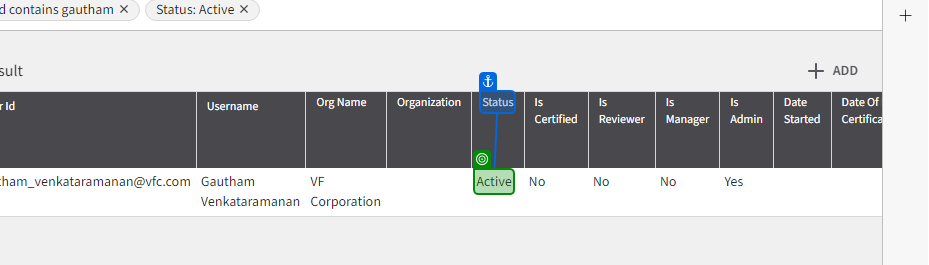 d contains gautham ×
Status: Active ×
sult
ADD
r Id
Username
Org Name
Organization
Status
Is
Certified
Is
Reviewer
Is
Manager
Is
Admin
Date
Started
Date Of
Certifica
tham_venkataramanan@vfc.com
Gautham
Venkataramanan
VF
Corporation
Active
No
No
No
Yes